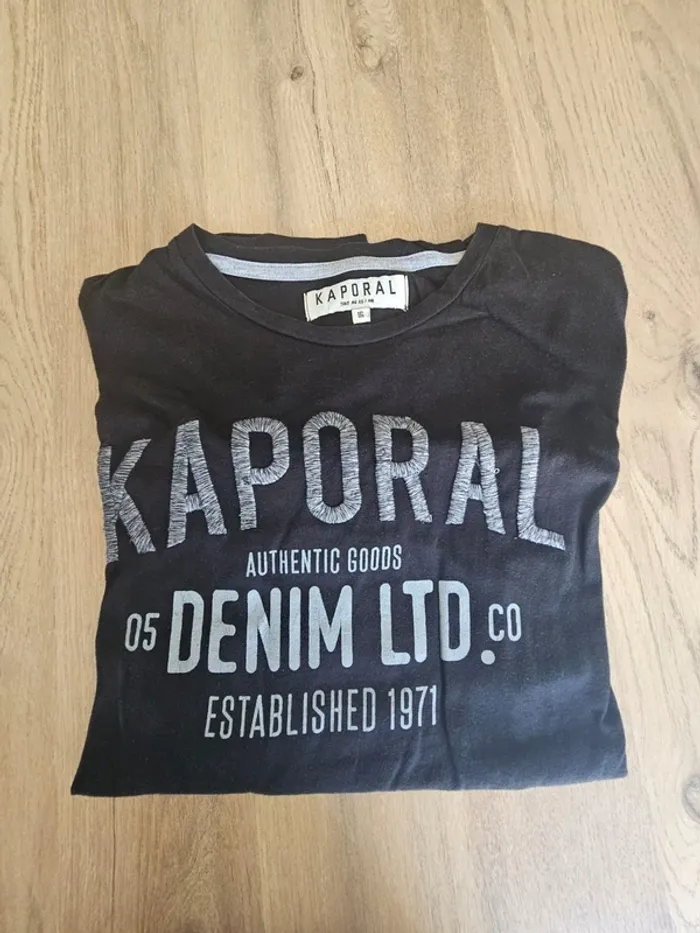 KAPORAL
KAPORAL
AUTHENTIC GOODS
05 DENIM LTD. CO
ESTABLISHED 1971